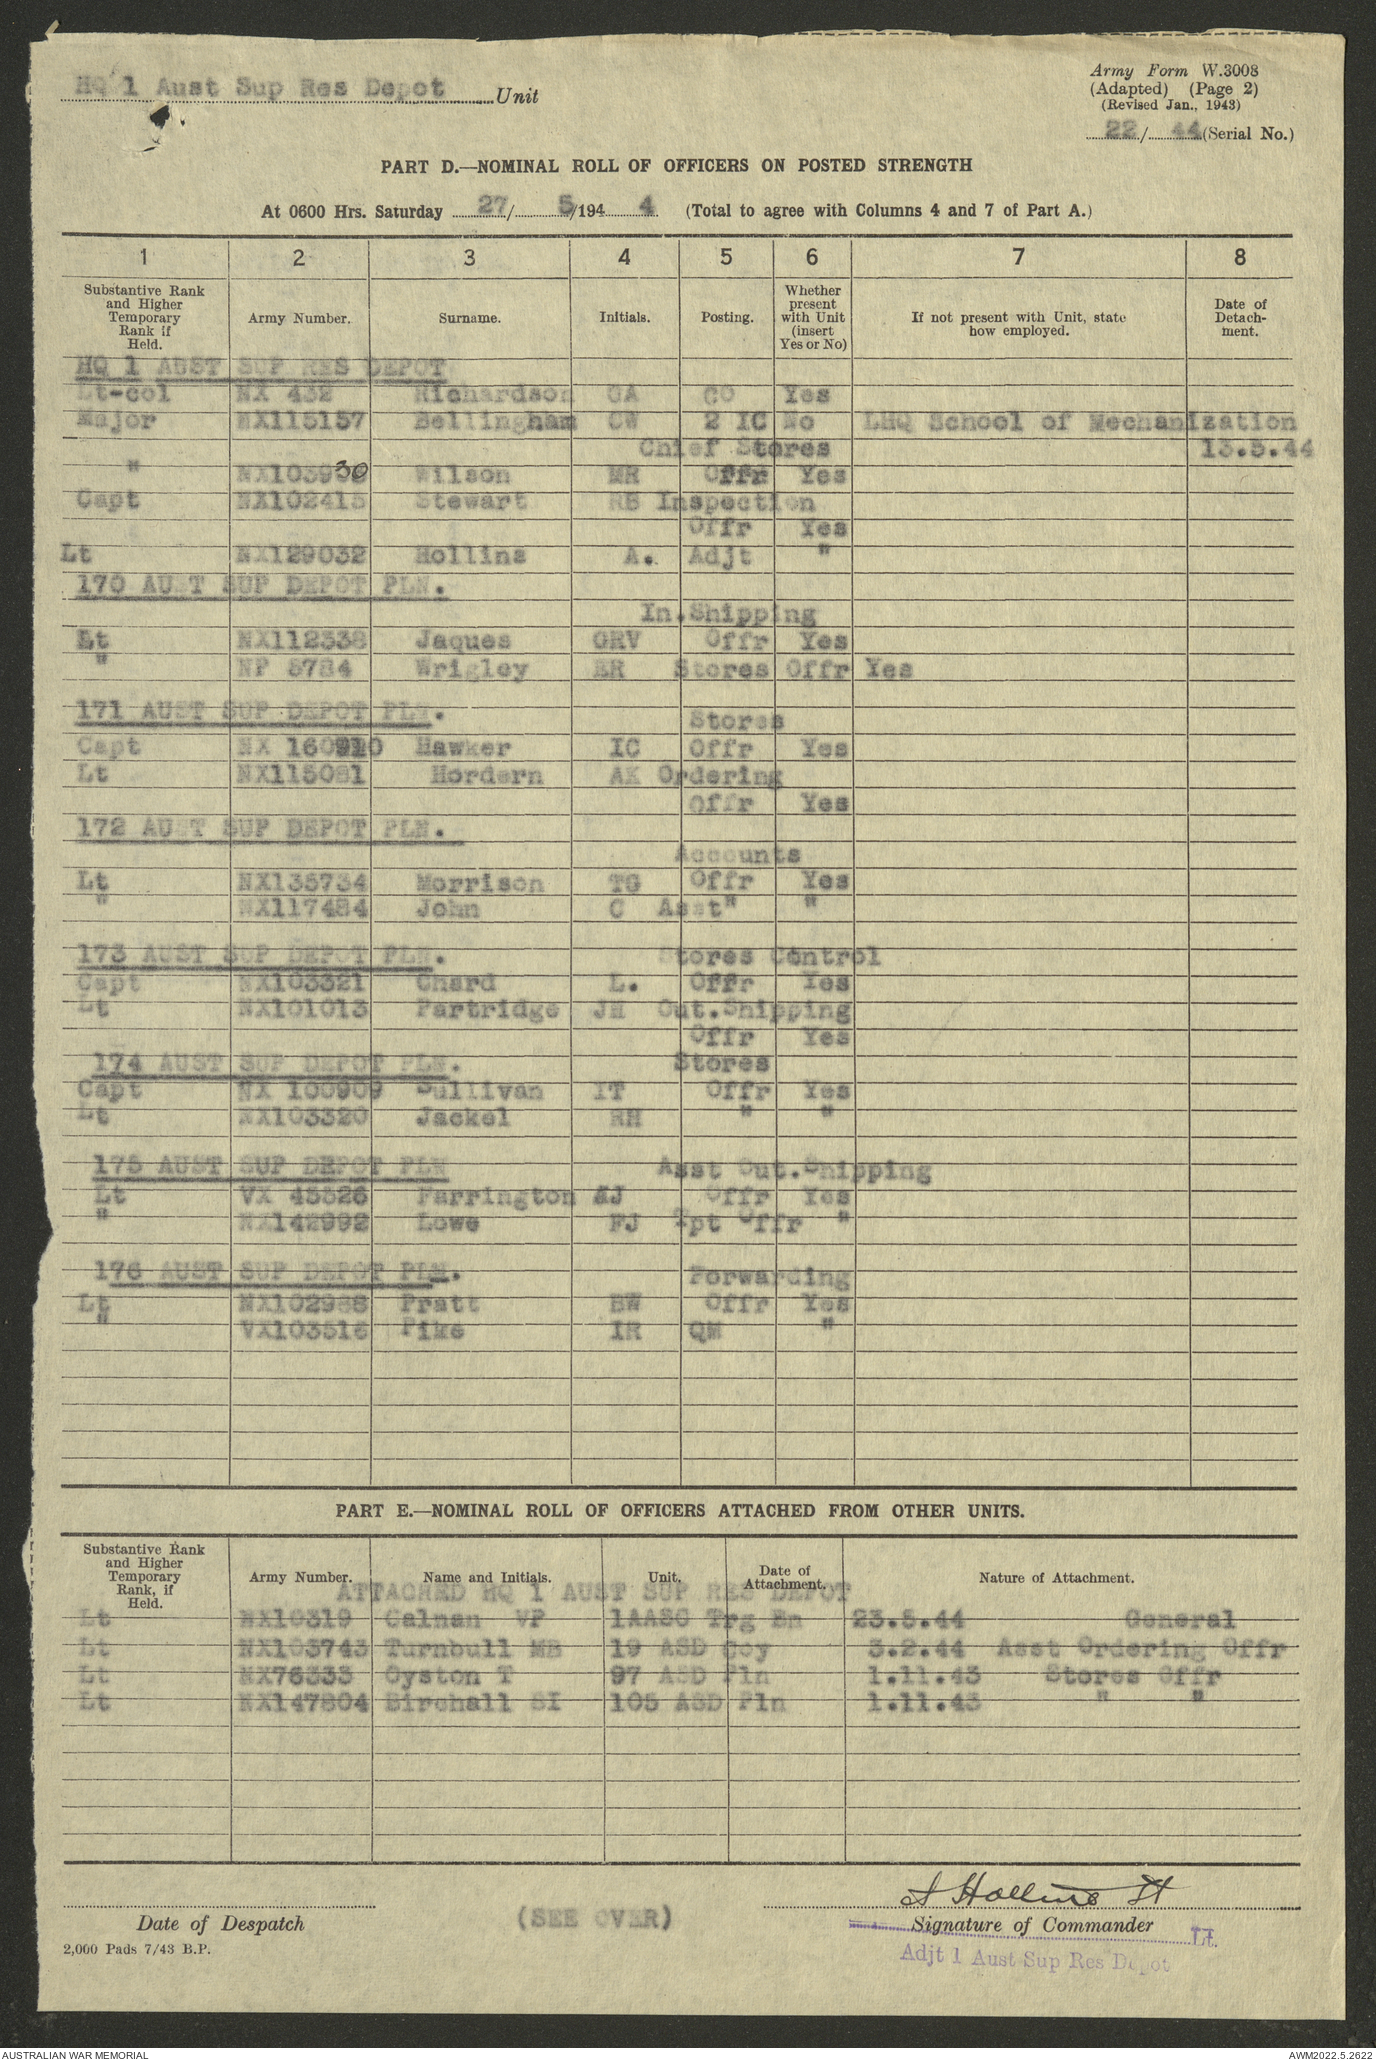 HQ 1 Aust Sup Res Depot Unit
Army Form W.3008
(Adapted) (Page 2)
(Revised Jan., 1943)
22/ 44 (Serial No.)
PART D.—NOMINAL ROLL OF OFFICERS ON POSTED STRENGTH
At 0600 Hrs. Saturday 27/ 5/194 4 (Total to agree with Columns 4 and 7 of Part A.)
1 2 3 4 5 6 7 8
Substantive Rank and Higher Temporary Rank if Held. Army Number. Surname. Initials. Posting. Whether present with Unit (insert Yes or No) If not present with Unit, state how employed. Date of Detach-ment.
HQ 1 AUST SUP RES DEPOT
Lt-col NX 432 Richardson GA CO Yes
Major NX115157 Bellingham CW 2 IC No LHQ School of Mechanization
Chief Stores 13.5.44
" NX103930 Wilson MR Offr Yes
Capt NX102415 Stewart RB Inspection
Offr Yes
Lt NX129032 Hollins A. Adjt "
170 AUST SUP DEPOT PLN.
In.Shipping
Lt NX112338 Jaques GRV Offr Yes
" NP 5784 Wrigley ER Stores Offr Yes
171 AUST SUP DEPOT PLN.
Stores
Capt NX 160910 Hawker IC Offr Yes
Lt NX115081 Hordern AK Ordering
Offr Yes
172 AUST SUP DEPOT PLN.
Accounts
Lt NX135734 Morrison TG Offr Yes
" NX117484 John C Asst" "
173 AUST SUP DEPOT PLN. Stores Control
Capt NX103321 Chard L. Offr Yes
Lt NX101013 Partridge JH Out.Shipping
Offr Yes
174 AUST SUP DEPOT PLN. Stores
Capt NX 100909 Sullivan IT Offr Yes
Lt NX103320 Jackel RH " "
175 AUST SUP DEPOT PLN Asst Out.Shipping
Lt VX 45526 Farrington AJ Offr Yes
" NX142992 Lowe FJ Tpt Offr "
176 AUST SUP DEPOT PLN. Forwarding
Lt NX102988 Pratt BW Offr Yes
" VX103516 Pike IR QM "
PART E.—NOMINAL ROLL OF OFFICERS ATTACHED FROM OTHER UNITS.
Substantive Rank and Higher Temporary Rank, if Held. Army Number. Name and Initials. Unit. Date of Attachment. Nature of Attachment.
ATTACHED HQ 1 AUST SUP RES DEPOT
Lt NX10319 Calnan VP 1AASC Trg Bn 23.5.44 General
Lt NX103743 Turnbull MB 19 ASD Coy 3.2.44 Asst Ordering Offr
Lt NX76333 Oyston T 97 ASD Pln 1.11.43 Stores Offr
Lt NX147804 Birchall SI 105 ASD Pln 1.11.43 " "
A Hollins Lt
Date of Despatch (SEE OVER) Signature of Commander
Lt.
2,000 Pads 7/43 B.P.
Adjt 1 Aust Sup Res Depot
AUSTRALIAN WAR MEMORIAL AWM2022.5.2622